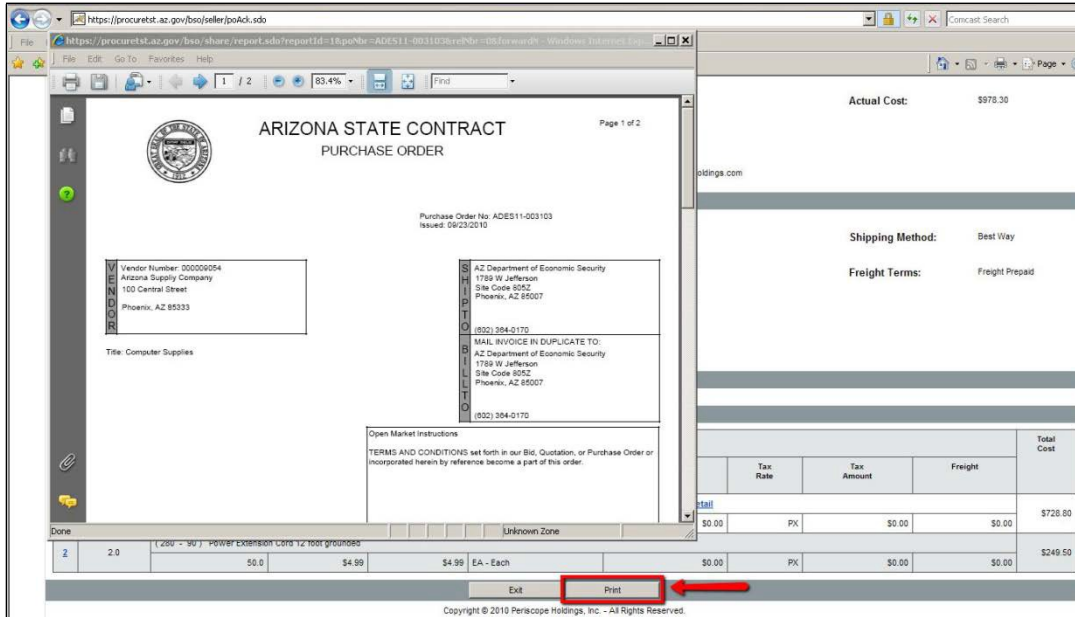 https://procuretst.az.gov/bso/seller/poAck.sdo
Comcast Search
File
Page
https://procuretst.az.gov/bso/share/report.sdo?reportId=1&poNbr=ADES11-003103&relNbr=0&forward
File Edit Go To Favorites Help
1 / 2 83.4% Find
ARIZONA STATE CONTRACT
PURCHASE ORDER
Page 1 of 2
Purchase Order No: ADES11-003103
Issued: 09/23/2010
VENDOR
Vendor Number: 000009054
Arizona Supply Company
100 Central Street
Phoenix, AZ 85333
Title: Computer Supplies
SHIP TO
AZ Department of Economic Security
1789 W Jefferson
Site Code 805Z
Phoenix, AZ 85007
(602) 364-0170
BILL TO
MAIL INVOICE IN DUPLICATE TO:
AZ Department of Economic Security
1789 W Jefferson
Site Code 805Z
Phoenix, AZ 85007
(602) 364-0170
Open Market Instructions
TERMS AND CONDITIONS set forth in our Bid, Quotation, or Purchase Order or
incorporated herein by reference become a part of this order.
Done Unknown Zone
Actual Cost: $978.30
oldings.com
Shipping Method: Best Way
Freight Terms: Freight Prepaid
Total Cost
Tax Rate Tax Amount Freight
etail
$728.80
$0.00 PX $0.00 $0.00
2 2.0 (280 - 90) Power Extension Cord 12 foot grounded $249.50
50.0 $4.99 $4.99 EA - Each $0.00 PX $0.00 $0.00
Exit Print
Copyright © 2010 Periscope Holdings, Inc. - All Rights Reserved.